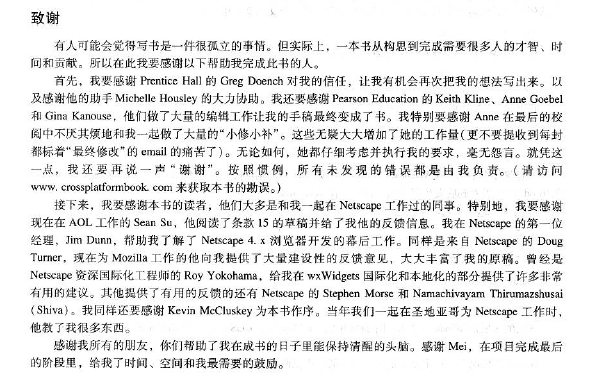 致谢
有人可能会觉得写书是一件很孤立的事情。但实际上，一本书从构思到完成需要很多人的才智、时
间和贡献。所以在此我要感谢以下帮助我完成此书的人。
首先，我要感谢 Prentice Hall 的 Greg Doench 对我的信任，让我有机会再次把我的想法写出来。以
及感谢他的助手 Michelle Housley 的大力协助。我还要感谢 Pearson Education 的 Keith Kline、Anne Goebel
和 Gina Kanouse，他们做了大量的编辑工作让我的手稿最终变成了书。我特别要感谢 Anne 在最后的校
阅中不厌其烦地和我一起做了大量的“小修小补”。这些无疑大大增加了她的工作量（更不要提收到每封
都标着“最终修改”的 email 的痛苦了）。无论如何，她都仔细考虑并执行我的要求，毫无怨言。就凭这
一点，我还要再说一声“谢谢”。按照惯例，所有未发现的错误都是由我负责。（请访问
www. crossplatformbook. com 来获取本书的勘误。）
接下来，我要感谢本书的读者，他们大多是和我一起在 Netscape 工作过的同事。特别地，我要感谢
现在在 AOL 工作的 Sean Su，他阅读了条款 15 的草稿并给了我他的反馈信息。我在 Netscape 的第一位
经理，Jim Dunn，帮助我了解了 Netscape 4. x 浏览器开发的幕后工作。同样是来自 Netscape 的 Doug
Turner，现在为 Mozilla 工作的他向我提供了大量建设性的反馈意见，大大丰富了我的原稿。曾经是
Netscape 资深国际化工程师的 Roy Yokohama，给我在 wxWidgets 国际化和本地化的部分提供了许多非常
有用的建议。其他提供了有用的反馈的还有 Netscape 的 Stephen Morse 和 Namachivayam Thirumazshusai
（Shiva）。我同样还要感谢 Kevin McCluskey 为本书作序。当年我们一起在圣地亚哥为 Netscape 工作时，
他教了我很多东西。
感谢我所有的朋友，你们帮助了我在成书的日子里能保持清醒的头脑。感谢 Mei，在项目完成最后
的阶段里，给我了时间、空间和我最需要的鼓励。